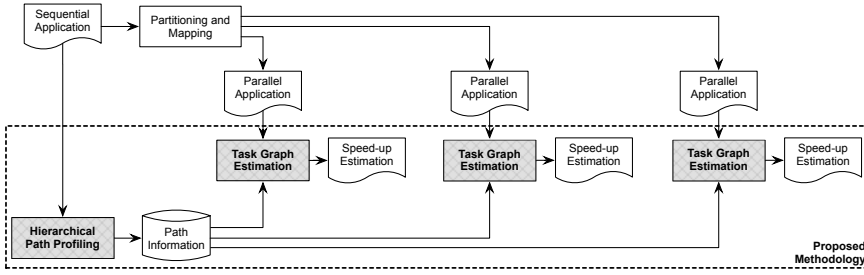 Sequential
Application
Partitioning and
Mapping
Parallel
Application
Parallel
Application
Parallel
Application
Task Graph
Estimation
Speed-up
Estimation
Task Graph
Estimation
Speed-up
Estimation
Task Graph
Estimation
Speed-up
Estimation
Hierarchical
Path Profiling
Path
Information
Proposed
Methodology